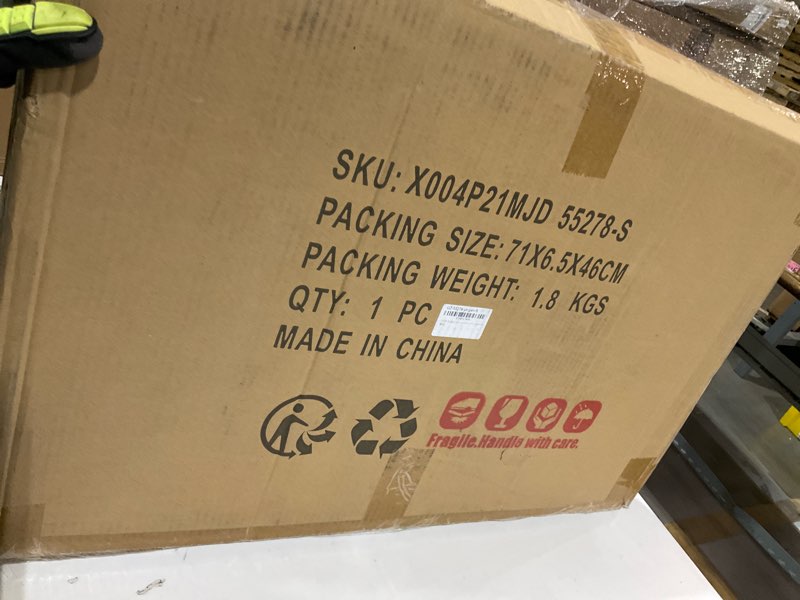 SKU: X004P21MJD 55278-S
PACKING SIZE: 71X6.5X46CM
PACKING WEIGHT: 1.8 KGS
QTY: 1 PC
MADE IN CHINA
Fragile.Handle with care.